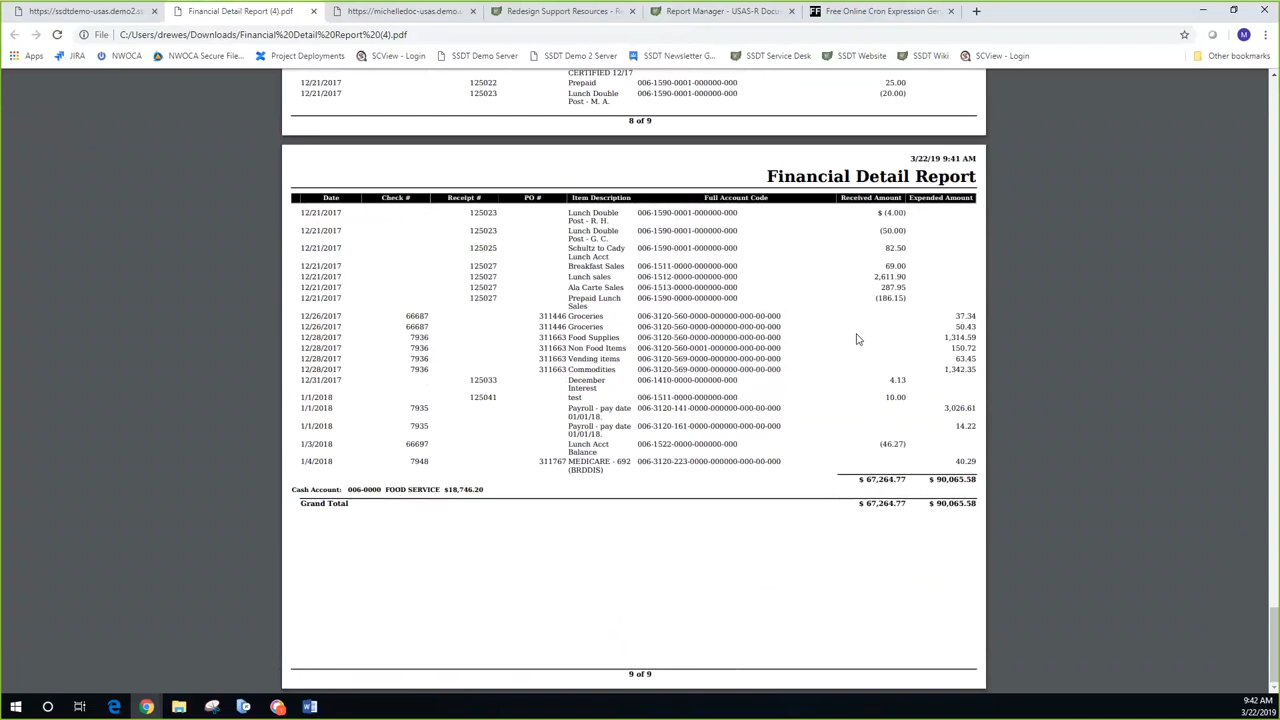 https://ssdtdemo-usas.demo2.ss Financial Detail Report (4).pdf https://michelledoc-usas.demo. Redesign Support Resources - Re Report Manager - USAS-R Docu Free Online Cron Expression Gen
File C:/Users/drewes/Downloads/Financial%20Detail%20Report%20(4).pdf
Apps JIRA NWOCA NWOCA Secure File... Project Deployments SCView - Login SSDT Demo Server SSDT Demo 2 Server SSDT Newsletter G... SSDT Service Desk SSDT Website SSDT Wiki SCView - Login Other bookmarks
CERTIFIED 12/17
12/21/2017 125022 Prepaid 006-1590-0001-000000-000 25.00
12/21/2017 125023 Lunch Double 006-1590-0001-000000-000 (20.00)
Post - M. A.
8 of 9
3/22/19 9:41 AM
Financial Detail Report
Date Check # Receipt # PO # Item Description Full Account Code Received Amount Expended Amount
12/21/2017 125023 Lunch Double 006-1590-0001-000000-000 $ (4.00)
Post - R. H.
12/21/2017 125023 Lunch Double 006-1590-0001-000000-000 (50.00)
Post - G. C.
12/21/2017 125025 Schultz to Cady 006-1590-0001-000000-000 82.50
Lunch Acct
12/21/2017 125027 Breakfast Sales 006-1511-0000-000000-000 69.00
12/21/2017 125027 Lunch sales 006-1512-0000-000000-000 2,611.90
12/21/2017 125027 Ala Carte Sales 006-1513-0000-000000-000 287.95
12/21/2017 125027 Prepaid Lunch 006-1590-0000-000000-000 (186.15)
Sales
12/26/2017 66687 311446 Groceries 006-3120-560-0000-000000-000-00-000 37.34
12/26/2017 66687 311446 Groceries 006-3120-560-0000-000000-000-00-000 50.43
12/28/2017 7936 311663 Food Supplies 006-3120-560-0000-000000-000-00-000 1,314.59
12/28/2017 7936 311663 Non Food Items 006-3120-560-0001-000000-000-00-000 150.72
12/28/2017 7936 311663 Vending items 006-3120-569-0000-000000-000-00-000 63.45
12/28/2017 7936 311663 Commodities 006-3120-569-0000-000000-000-00-000 1,342.35
12/31/2017 125033 December 006-1410-0000-000000-000 4.13
Interest
1/1/2018 125041 test 006-1511-0000-000000-000 10.00
1/1/2018 7935 Payroll - pay date 006-3120-141-0000-000000-000-00-000 3,026.61
01/01/18.
1/1/2018 7935 Payroll - pay date 006-3120-161-0000-000000-000-00-000 14.22
01/01/18.
1/3/2018 66697 Lunch Acct 006-1522-0000-000000-000 (46.27)
Balance
1/4/2018 7948 311767 MEDICARE - 692 006-3120-223-0000-000000-000-00-000 40.29
(BRDDIS)
$ 67,264.77 $ 90,065.58
Cash Account: 006-0000 FOOD SERVICE $18,746.20
Grand Total $ 67,264.77 $ 90,065.58
9 of 9
9:42 AM
3/22/2019